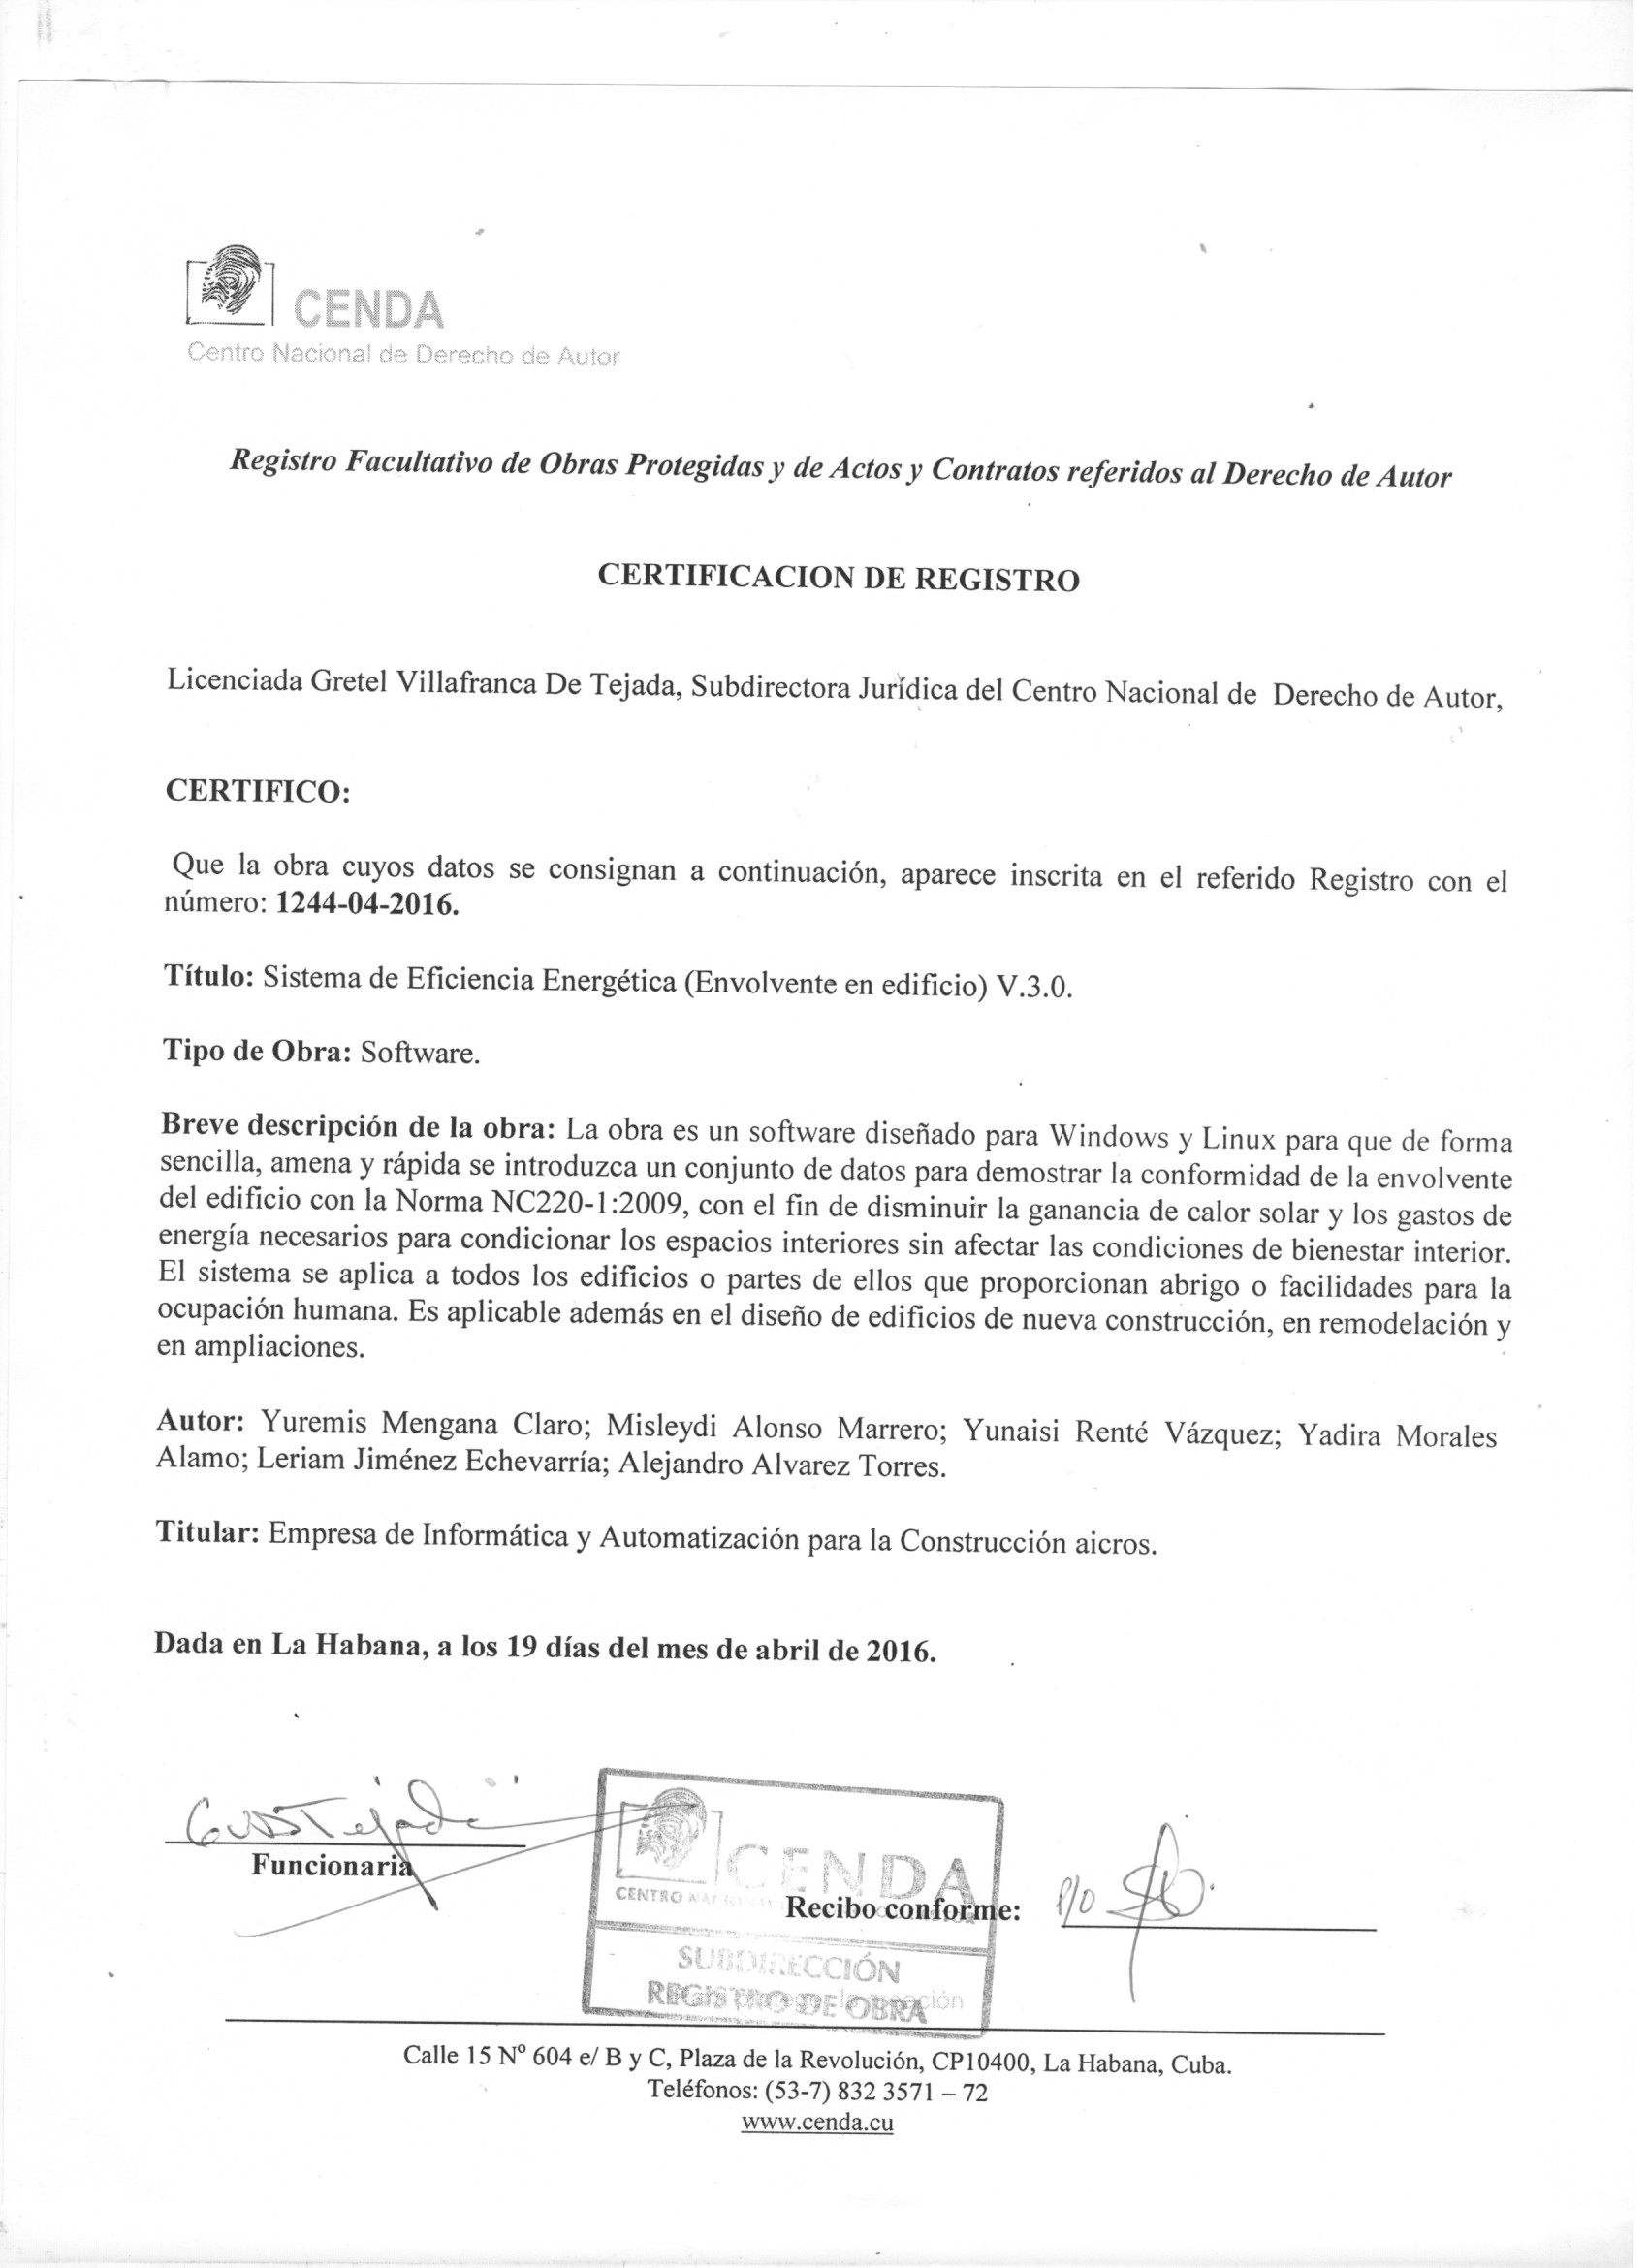 CENDA
Centro Nacional de Derecho de Autor
Registro Facultativo de Obras Protegidas y de Actos y Contratos referidos al Derecho de Autor
CERTIFICACION DE REGISTRO
Licenciada Gretel Villafranca De Tejada, Subdirectora Jurídica del Centro Nacional de Derecho de Autor,
CERTIFICO:
Que la obra cuyos datos se consignan a continuación, aparece inscrita en el referido Registro con el
número: 1244-04-2016.
Título: Sistema de Eficiencia Energética (Envolvente en edificio) V.3.0.
Tipo de Obra: Software.
Breve descripción de la obra: La obra es un software diseñado para Windows y Linux para que de forma
sencilla, amena y rápida se introduzca un conjunto de datos para demostrar la conformidad de la envolvente
del edificio con la Norma NC220-1:2009, con el fin de disminuir la ganancia de calor solar y los gastos de
energía necesarios para condicionar los espacios interiores sin afectar las condiciones de bienestar interior.
El sistema se aplica a todos los edificios o partes de ellos que proporcionan abrigo o facilidades para la
ocupación humana. Es aplicable además en el diseño de edificios de nueva construcción, en remodelación y
en ampliaciones.
Autor: Yuremis Mengana Claro; Misleydi Alonso Marrero; Yunaisi Renté Vázquez; Yadira Morales
Alamo; Leriam Jiménez Echevarría; Alejandro Alvarez Torres.
Titular: Empresa de Informática y Automatización para la Construcción aicros.
Dada en La Habana, a los 19 días del mes de abril de 2016.
Funcionaria
CENDA
CENTRO
Recibo conforme: p/o
SUBDIRECCIÓN
REGISTRO DE OBRA
Calle 15 Nº 604 e/ B y C, Plaza de la Revolución, CP10400, La Habana, Cuba.
Teléfonos: (53-7) 832 3571 – 72
www.cenda.cu